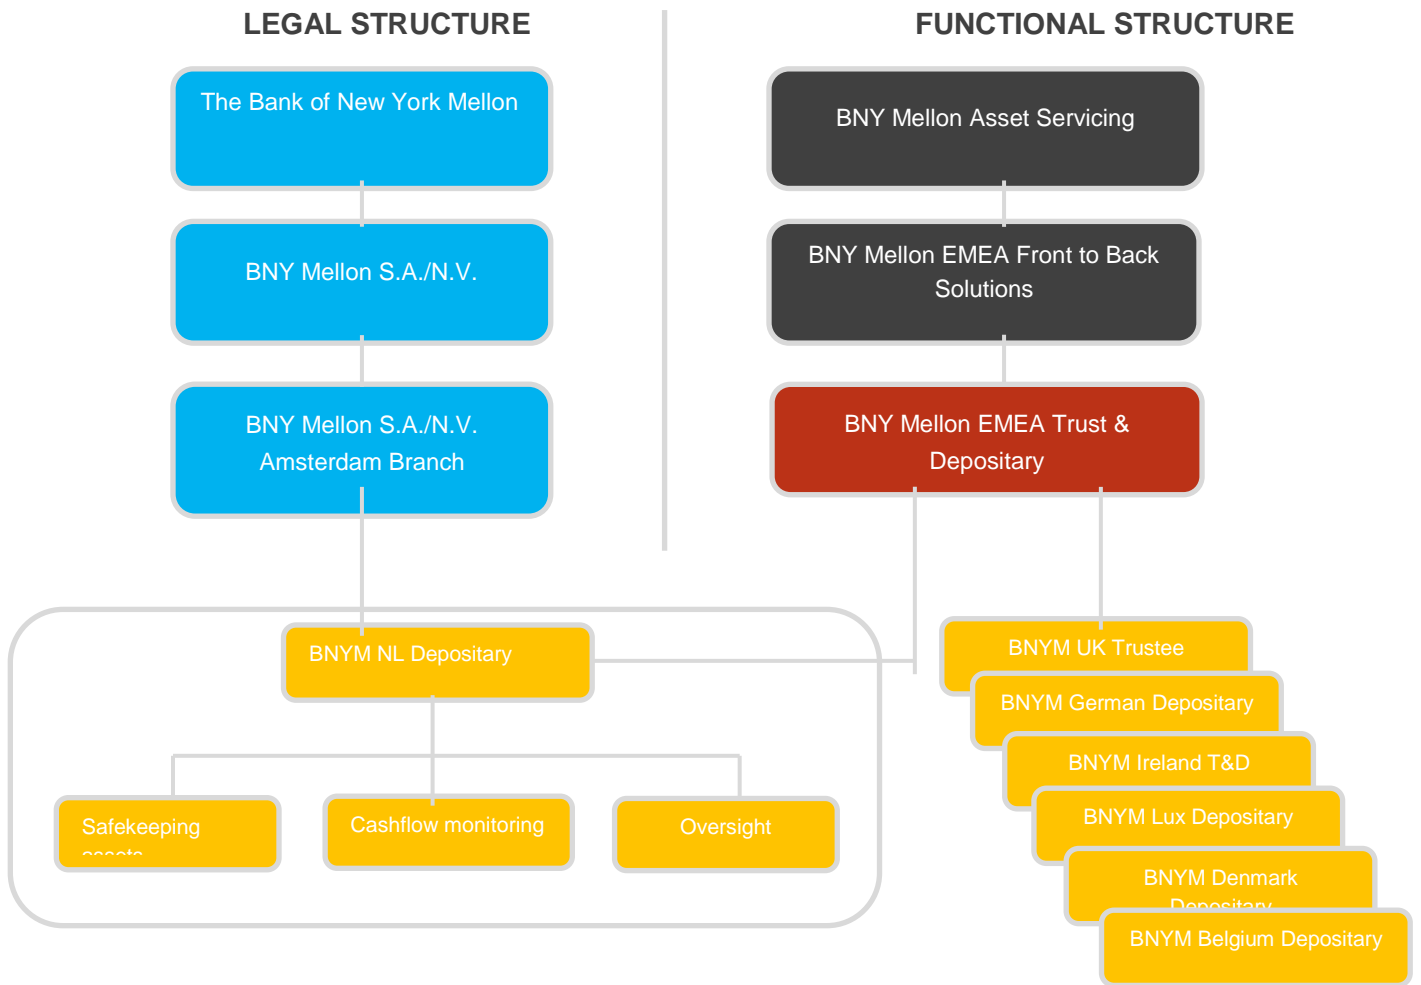 LEGAL STRUCTURE
FUNCTIONAL STRUCTURE
The Bank of New York Mellon
BNY Mellon S.A./N.V.
BNY Mellon S.A./N.V.
Amsterdam Branch
BNY Mellon Asset Servicing
BNY Mellon EMEA Front to Back
Solutions
BNY Mellon EMEA Trust &
Depositary
BNYM NL Depositary
Safekeeping
assets
Cashflow monitoring
Oversight
BNYM UK Trustee
BNYM German Depositary
BNYM Ireland T&D
BNYM Lux Depositary
BNYM Denmark
Depositary
BNYM Belgium Depositary